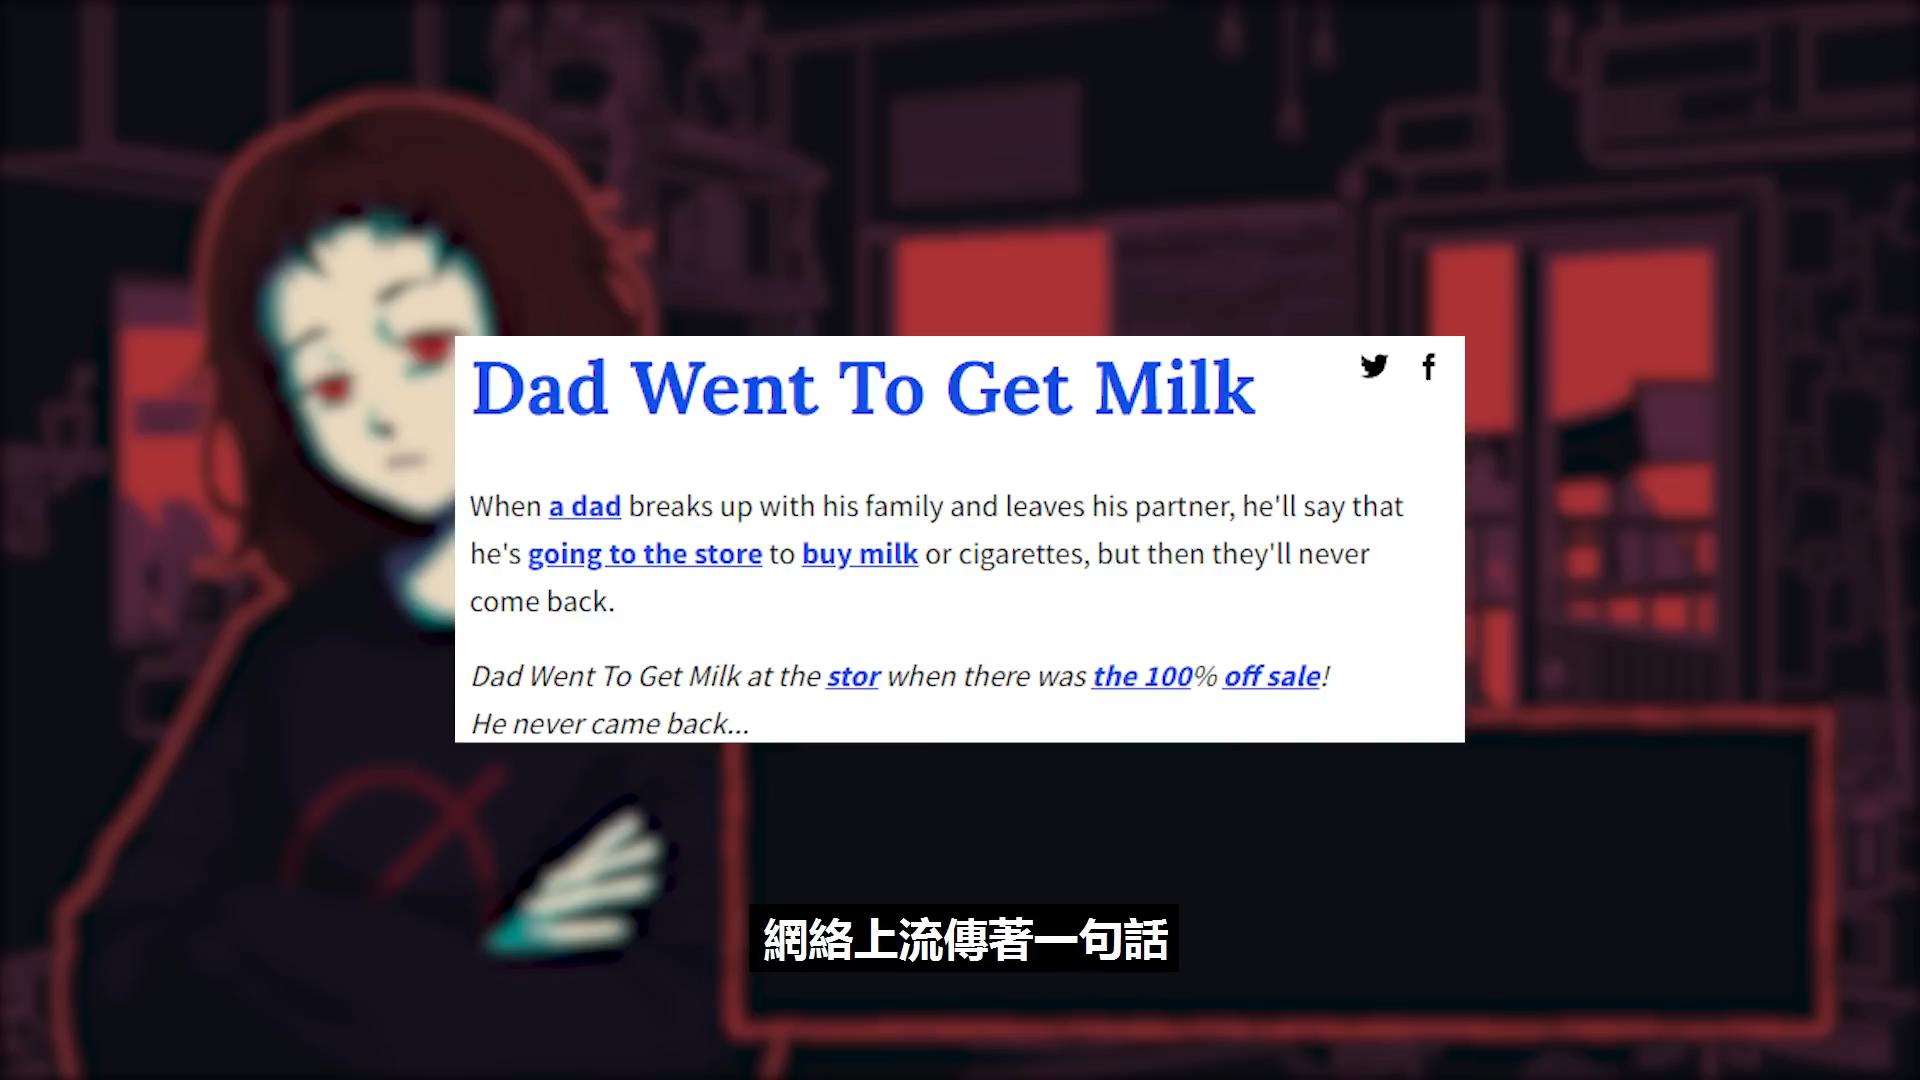 Dad Went To Get Milk
When a dad breaks up with his family and leaves his partner, he'll say that
he's going to the store to buy milk or cigarettes, but then they'll never
come back.
Dad Went To Get Milk at the stor when there was the 100% off sale!
He never came back...
網絡上流傳著一句話